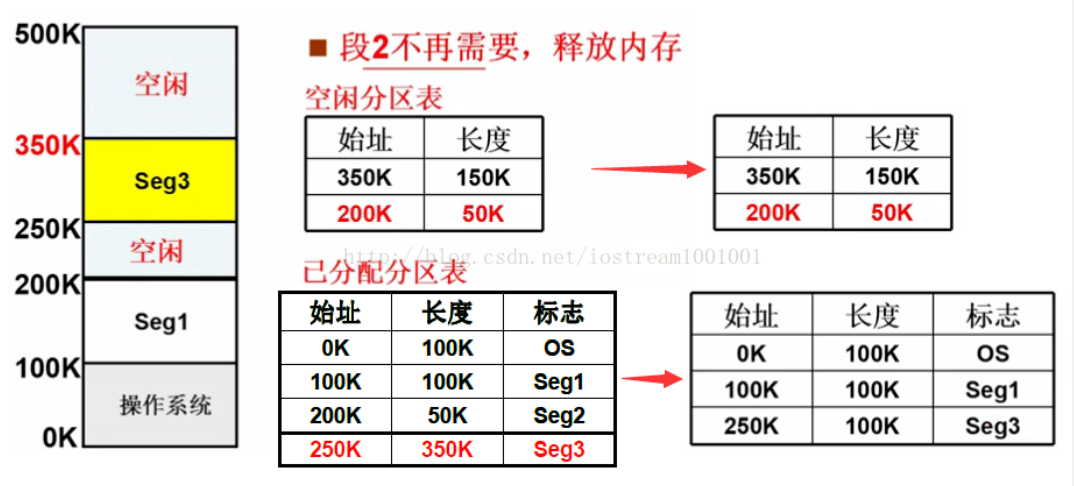 500K
空闲
350K
Seg3
250K
空闲
200K
Seg1
100K
操作系统
0K
■ 段2不再需要，释放内存
空闲分区表
始址 长度
350K 150K
200K 50K
始址 长度
350K 150K
200K 50K
http://blog.csdn.net/iostream1001001
已分配分区表
始址 长度 标志
0K 100K OS
100K 100K Seg1
200K 50K Seg2
250K 350K Seg3
始址 长度 标志
0K 100K OS
100K 100K Seg1
250K 100K Seg3